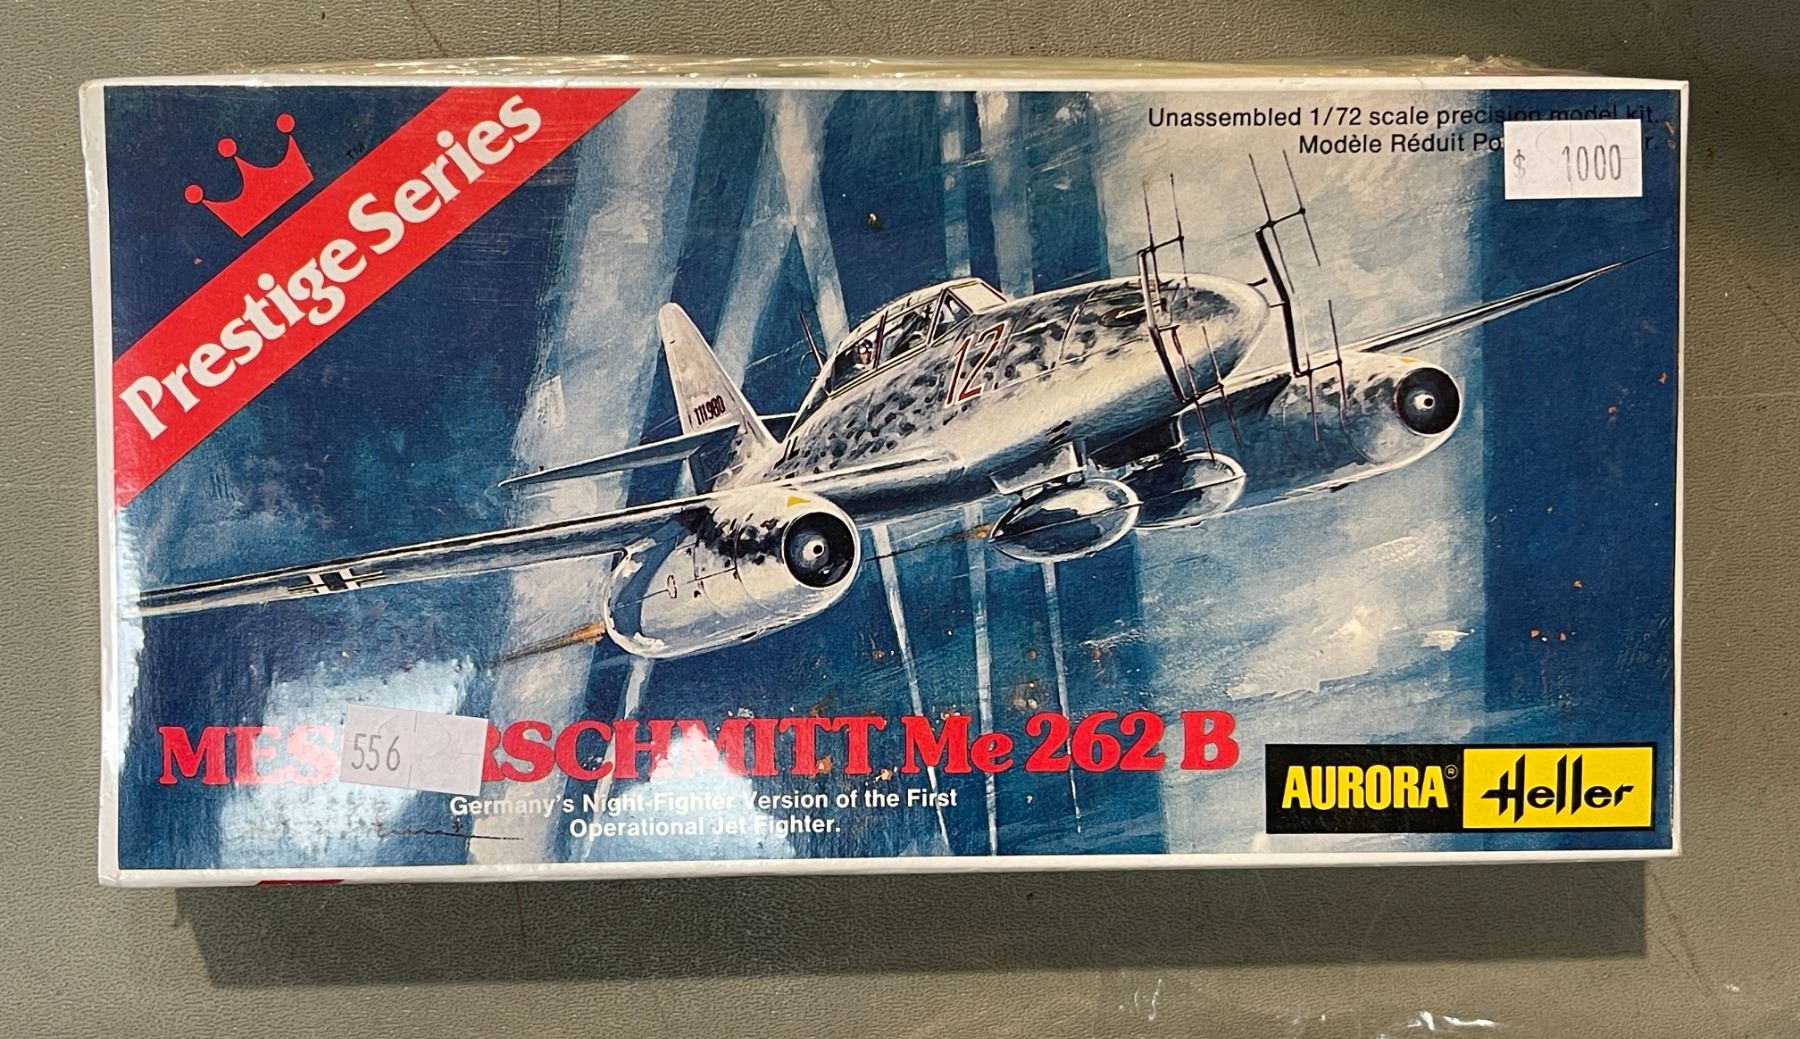 Prestige Series
TM
Unassembled 1/72 scale precision model kit.
Modèle Réduit
$ 1000
12
111980
MES RSCHMITT Me 262 B
556
Germany's Night-Fighter Version of the First
Operational Jet Fighter.
AURORA® Heller